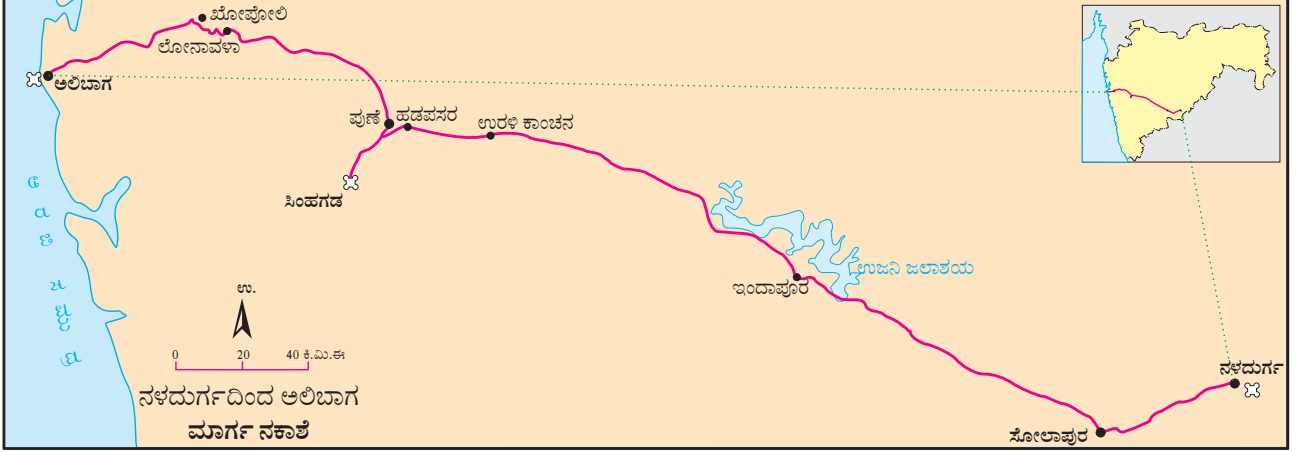 ಖೋಪೋಲಿ
ಲೋನಾವಳಾ
ಅಲಿಬಾಗ
ಪುಣೆ
ಹಡಪಸರ
ಉರಳಿ ಕಾಂಚನ
ಸಿಂಹಗಡ
ಉಜನಿ ಜಲಾಶಯ
ಇಂದಾಪೂರ
ಉ.
0 20 40 ಕಿ.ಮಿ.ಈ
ನಳದುರ್ಗ
ನಳದುರ್ಗದಿಂದ ಅಲಿಬಾಗ
ಮಾರ್ಗ ನಕಾಶೆ
ಸೋಲಾಪುರ